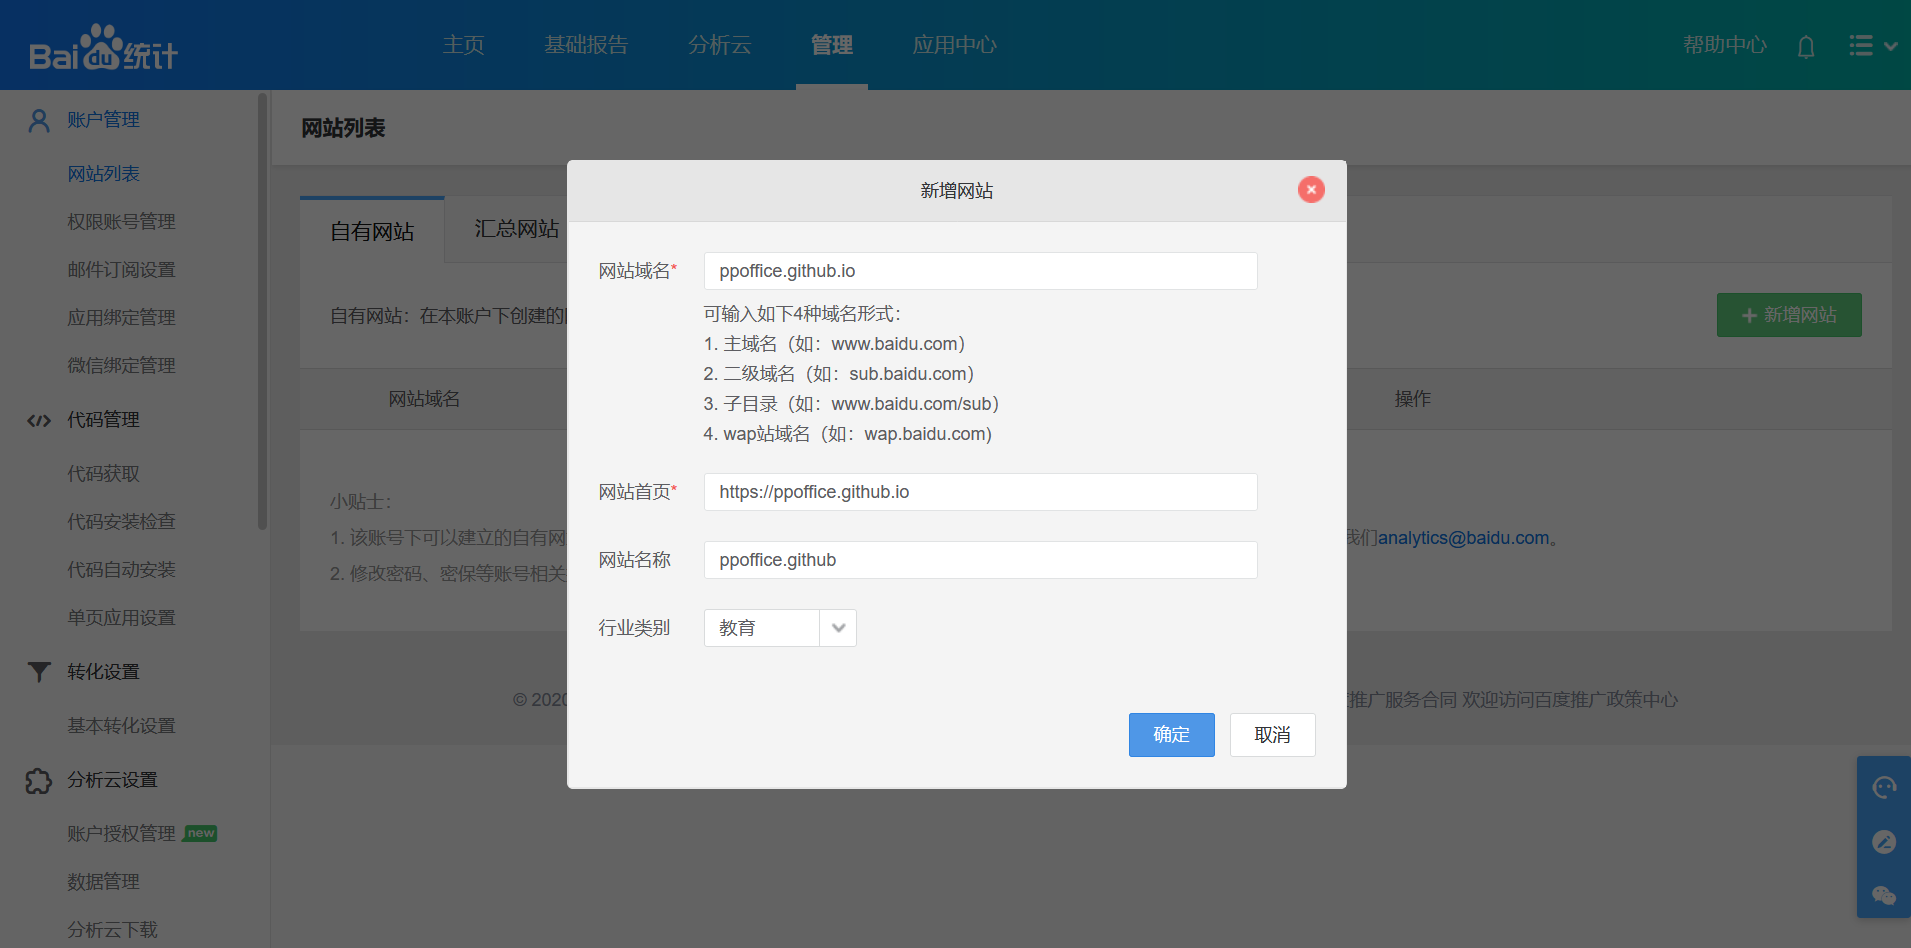 Baidu统计
主页
基础报告
分析云
管理
应用中心
帮助中心
账户管理
网站列表
权限账号管理
邮件订阅设置
应用绑定管理
微信绑定管理
代码管理
代码获取
代码安装检查
代码自动安装
单页应用设置
转化设置
基本转化设置
分析云设置
账户授权管理 new
数据管理
分析云下载
网站列表
自有网站
汇总网站
自有网站：在本账户下创建的
新增网站
网站域名
操作
小贴士：
1. 该账号下可以建立的自有网
我们analytics@baidu.com。
2. 修改密码、密保等账号相关
© 2020
推广服务合同 欢迎访问百度推广政策中心
新增网站
网站域名*
ppoffice.github.io
可输入如下4种域名形式：
1. 主域名（如：www.baidu.com）
2. 二级域名（如：sub.baidu.com）
3. 子目录（如：www.baidu.com/sub）
4. wap站域名（如：wap.baidu.com)
网站首页*
https://ppoffice.github.io
网站名称
ppoffice.github
行业类别
教育
确定
取消